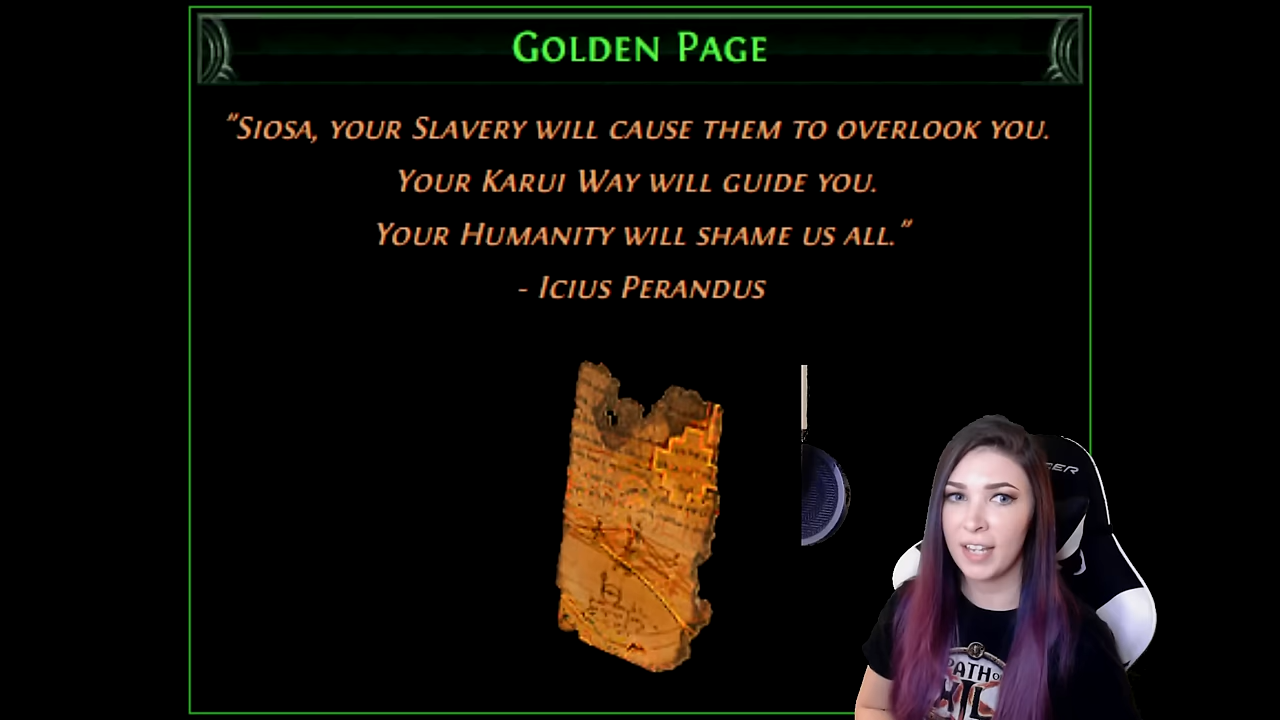 GOLDEN PAGE
"SIOSA, YOUR SLAVERY WILL CAUSE THEM TO OVERLOOK YOU.
YOUR KARUI WAY WILL GUIDE YOU.
YOUR HUMANITY WILL SHAME US ALL."
- ICIUS PERANDUS
PATH